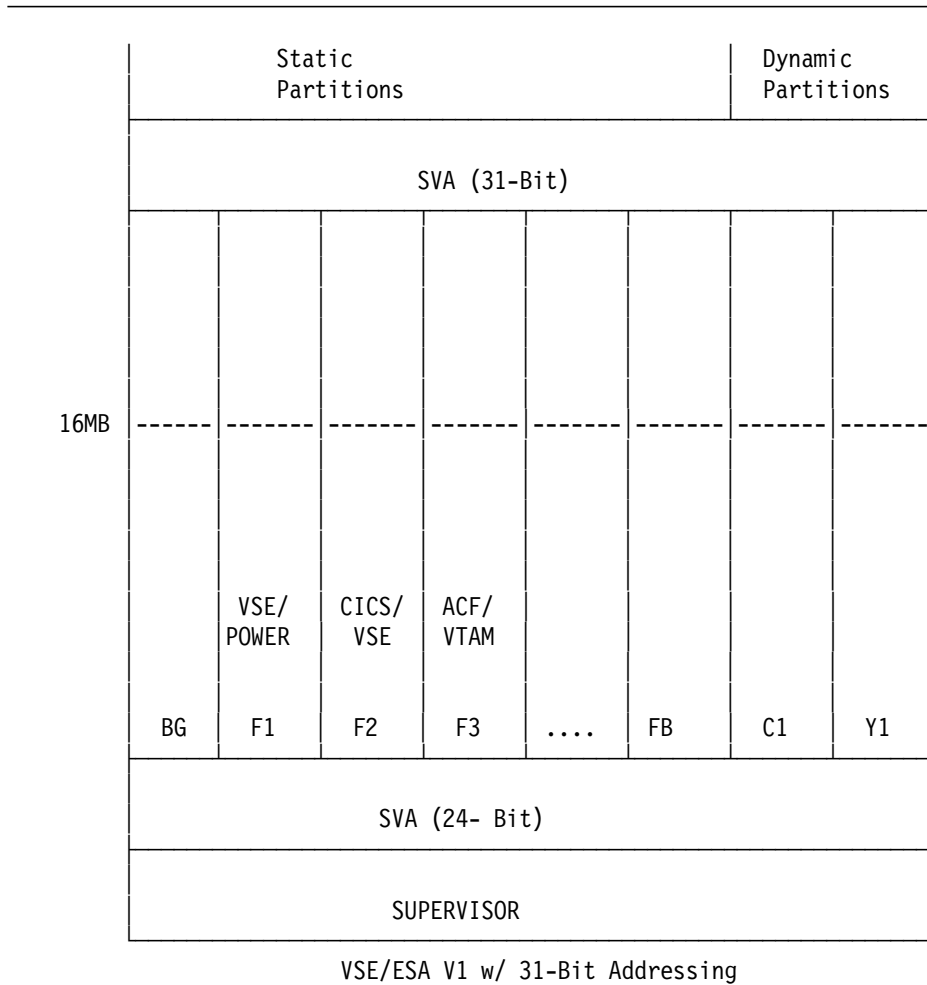 Static Dynamic
Partitions Partitions
SVA (31-Bit)
16MB
VSE/ CICS/ ACF/
POWER VSE VTAM
BG F1 F2 F3 .... FB C1 Y1
SVA (24- Bit)
SUPERVISOR
VSE/ESA V1 w/ 31-Bit Addressing